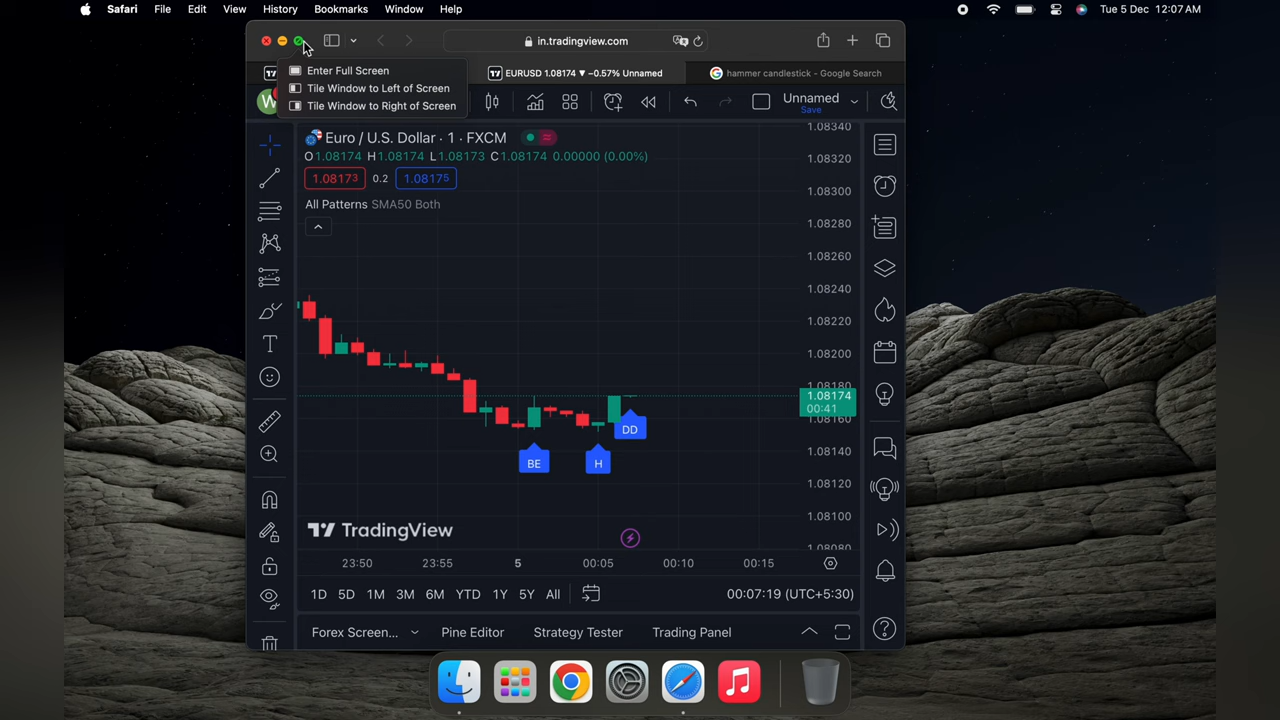 Safari File Edit View History Bookmarks Window Help
Tue 5 Dec 12:07 AM
in.tradingview.com
Enter Full Screen
Tile Window to Left of Screen
Tile Window to Right of Screen
EURUSD 1.08174 ▼ −0.57% Unnamed
hammer candlestick - Google Search
W
Unnamed
Save
Euro / U.S. Dollar · 1 · FXCM
O1.08174 H1.08174 L1.08173 C1.08174 0.00000 (0.00%)
1.08173 0.2 1.08175
All Patterns SMA50 Both
1.08340
1.08320
1.08300
1.08280
1.08260
1.08240
1.08220
1.08200
1.08180
1.08174
00:41
1.08160
1.08140
1.08120
1.08100
1.08080
DD
BE
H
TradingView
23:50 23:55 5 00:05 00:10 00:15
1D 5D 1M 3M 6M YTD 1Y 5Y All
00:07:19 (UTC+5:30)
Forex Screen... Pine Editor Strategy Tester Trading Panel